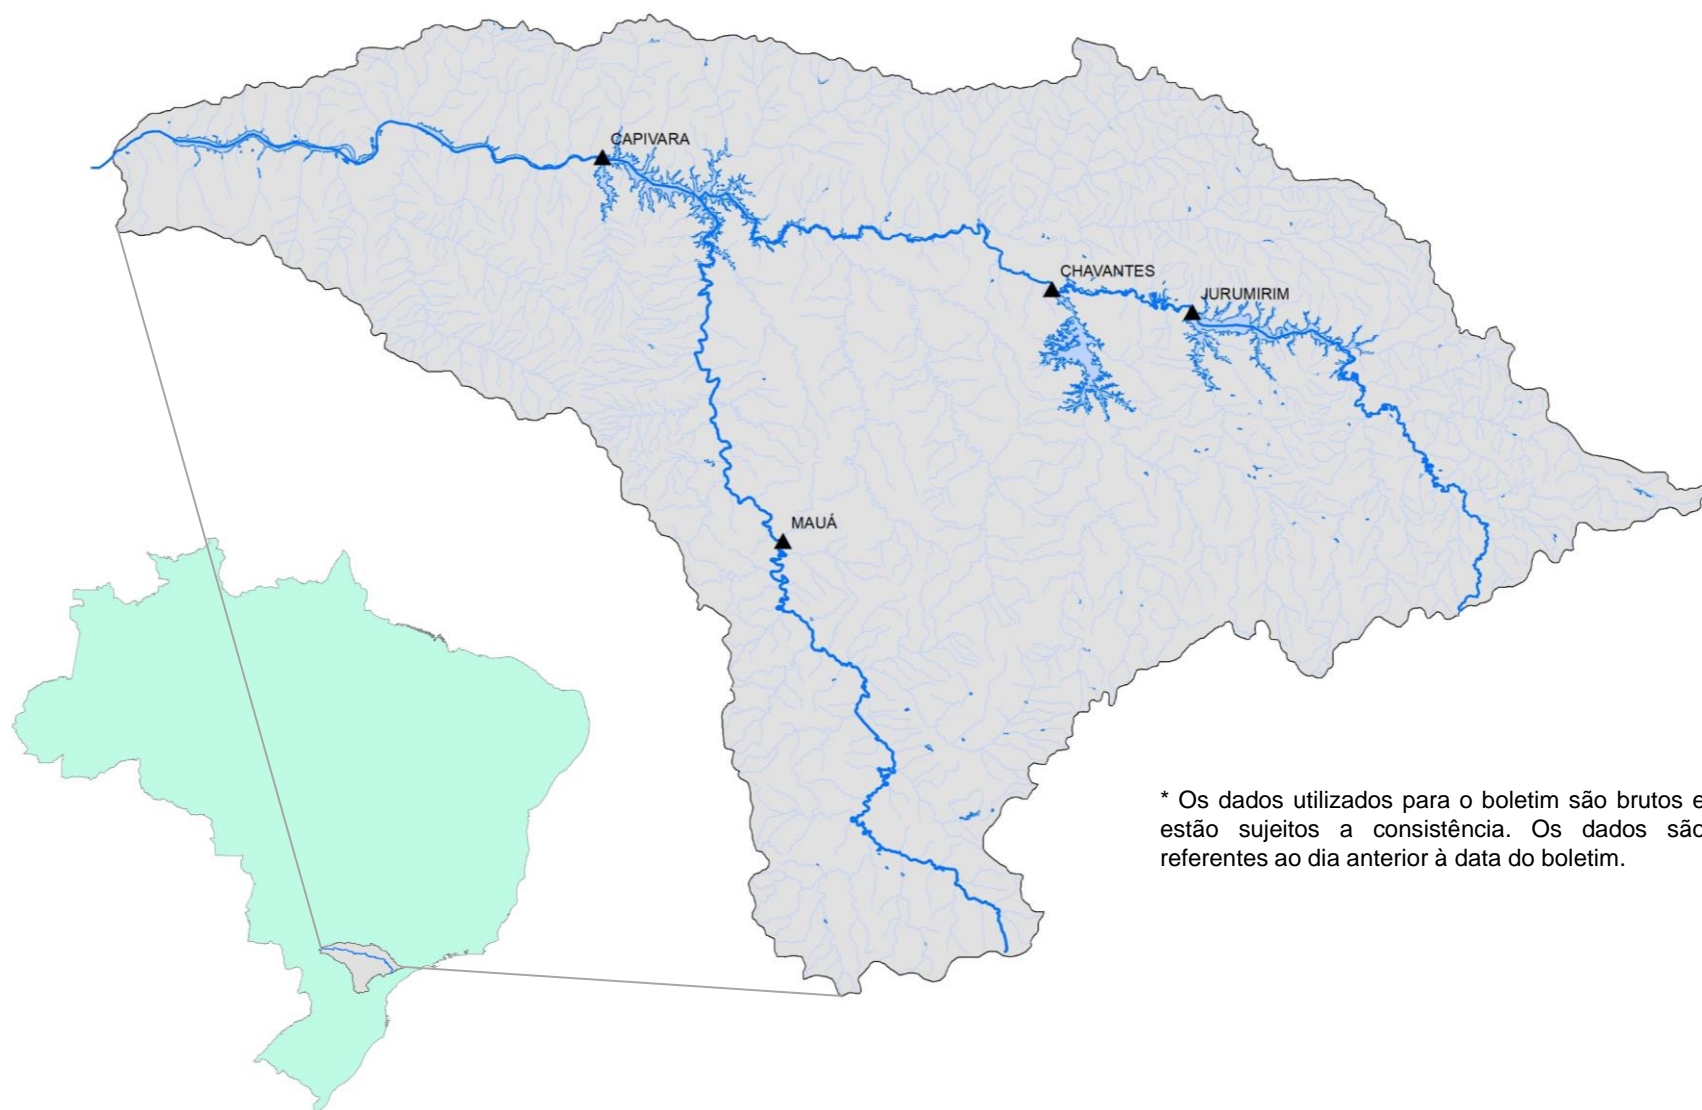 CAPIVARA
CHAVANTES
JURUMIRIM
MAUÁ
* Os dados utilizados para o boletim são brutos e
estão sujeitos a consistência. Os dados são
referentes ao dia anterior à data do boletim.